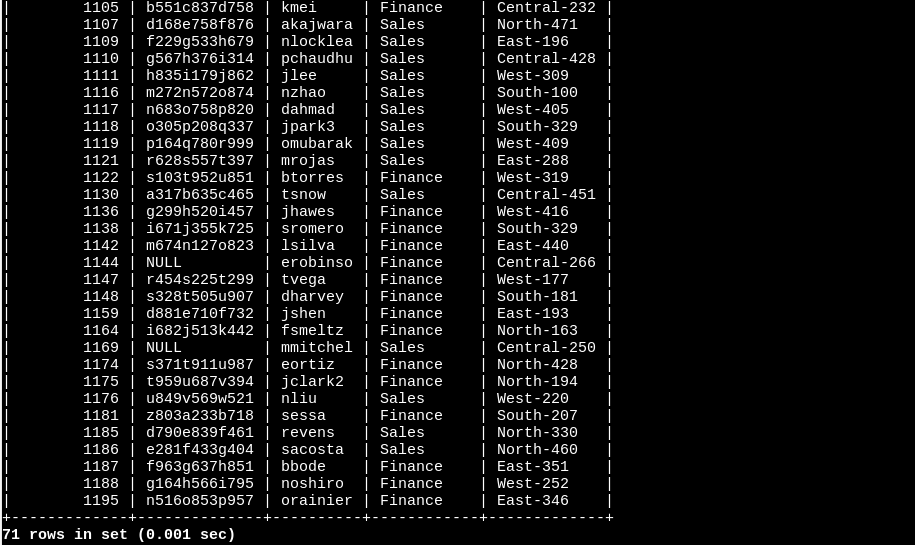 |        1105 | b551c837d758 | kmei     | Finance    | Central-232 |
|        1107 | d168e758f876 | akajwara | Sales      | North-471   |
|        1109 | f229g533h679 | nlocklea | Sales      | East-196    |
|        1110 | g567h376i314 | pchaudhu | Sales      | Central-428 |
|        1111 | h835i179j862 | jlee     | Sales      | West-309    |
|        1116 | m272n572o874 | nzhao    | Sales      | South-100   |
|        1117 | n683o758p820 | dahmad   | Sales      | West-405    |
|        1118 | o305p208q337 | jpark3   | Sales      | South-329   |
|        1119 | p164q780r999 | omubarak | Sales      | West-409    |
|        1121 | r628s557t397 | mrojas   | Sales      | East-288    |
|        1122 | s103t952u851 | btorres  | Finance    | West-319    |
|        1130 | a317b635c465 | tsnow    | Sales      | Central-451 |
|        1136 | g299h520i457 | jhawes   | Finance    | West-416    |
|        1138 | i671j355k725 | sromero  | Finance    | South-329   |
|        1142 | m674n127o823 | lsilva   | Finance    | East-440    |
|        1144 | NULL         | erobinso | Finance    | Central-266 |
|        1147 | r454s225t299 | tvega    | Finance    | West-177    |
|        1148 | s328t505u907 | dharvey  | Finance    | South-181   |
|        1159 | d881e710f732 | jshen    | Finance    | East-193    |
|        1164 | i682j513k442 | fsmeltz  | Finance    | North-163   |
|        1169 | NULL         | mmitchel | Sales      | Central-250 |
|        1174 | s371t911u987 | eortiz   | Finance    | North-428   |
|        1175 | t959u687v394 | jclark2  | Finance    | North-194   |
|        1176 | u849v569w521 | nliu     | Sales      | West-220    |
|        1181 | z803a233b718 | sessa    | Finance    | South-207   |
|        1185 | d790e839f461 | revens   | Sales      | North-330   |
|        1186 | e281f433g404 | sacosta  | Sales      | North-460   |
|        1187 | f963g637h851 | bbode    | Finance    | East-351    |
|        1188 | g164h566i795 | noshiro  | Finance    | West-252    |
|        1195 | n516o853p957 | orainier | Finance    | East-346    |
+-------------+--------------+----------+------------+-------------+
71 rows in set (0.001 sec)